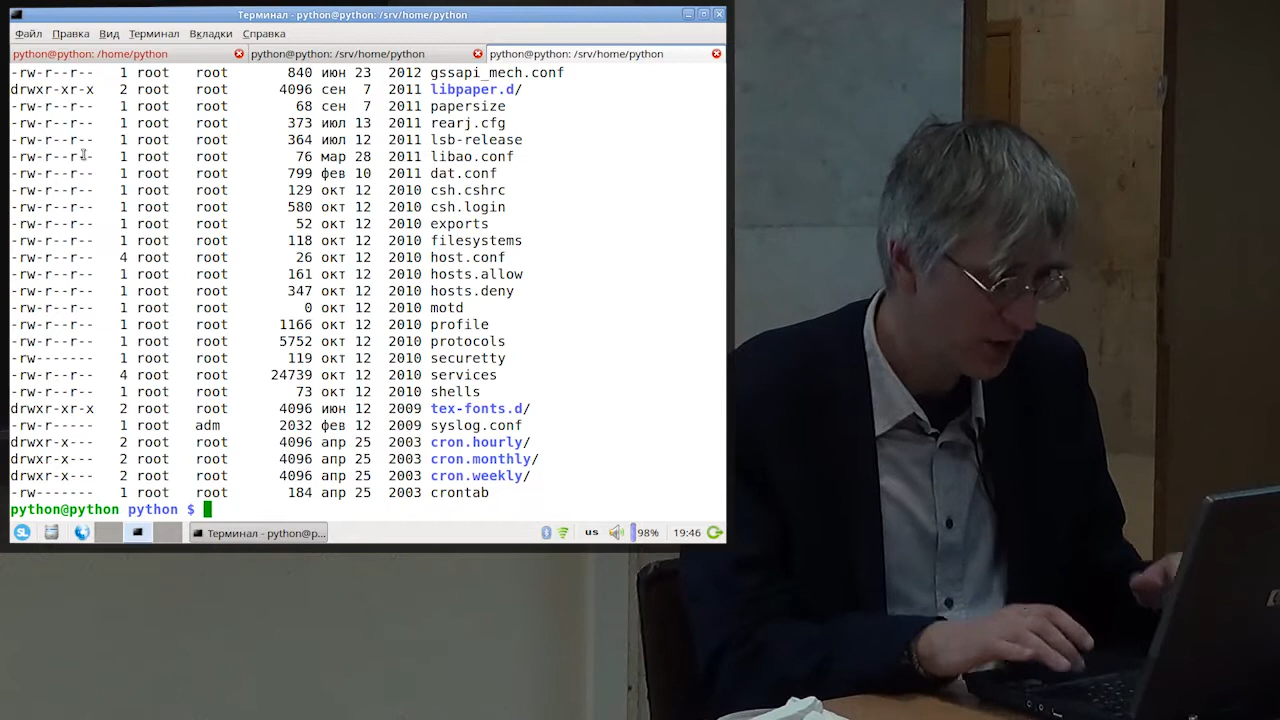 Терминал - python@python: /srv/home/python
Файл Правка Вид Терминал Вкладки Справка
python@python: /home/python python@python: /srv/home/python python@python: /srv/home/python
-rw-r--r-- 1 root root 840 июн 23 2012 gssapi_mech.conf
drwxr-xr-x 2 root root 4096 сен 7 2011 libpaper.d/
-rw-r--r-- 1 root root 68 сен 7 2011 papersize
-rw-r--r-- 1 root root 373 июл 13 2011 rearj.cfg
-rw-r--r-- 1 root root 364 июл 12 2011 lsb-release
-rw-r--r-- 1 root root 76 мар 28 2011 libao.conf
-rw-r--r-- 1 root root 799 фев 10 2011 dat.conf
-rw-r--r-- 1 root root 129 окт 12 2010 csh.cshrc
-rw-r--r-- 1 root root 580 окт 12 2010 csh.login
-rw-r--r-- 1 root root 52 окт 12 2010 exports
-rw-r--r-- 1 root root 118 окт 12 2010 filesystems
-rw-r--r-- 4 root root 26 окт 12 2010 host.conf
-rw-r--r-- 1 root root 161 окт 12 2010 hosts.allow
-rw-r--r-- 1 root root 347 окт 12 2010 hosts.deny
-rw-r--r-- 1 root root 0 окт 12 2010 motd
-rw-r--r-- 1 root root 1166 окт 12 2010 profile
-rw-r--r-- 1 root root 5752 окт 12 2010 protocols
-rw------- 1 root root 119 окт 12 2010 securetty
-rw-r--r-- 4 root root 24739 окт 12 2010 services
-rw-r--r-- 1 root root 73 окт 12 2010 shells
drwxr-xr-x 2 root root 4096 июн 12 2009 tex-fonts.d/
-rw-r----- 1 root adm 2032 фев 12 2009 syslog.conf
drwxr-x--- 2 root root 4096 апр 25 2003 cron.hourly/
drwxr-x--- 2 root root 4096 апр 25 2003 cron.monthly/
drwxr-x--- 2 root root 4096 апр 25 2003 cron.weekly/
-rw------- 1 root root 184 апр 25 2003 crontab
python@python python $
Терминал - python@p... us 98% 19:46